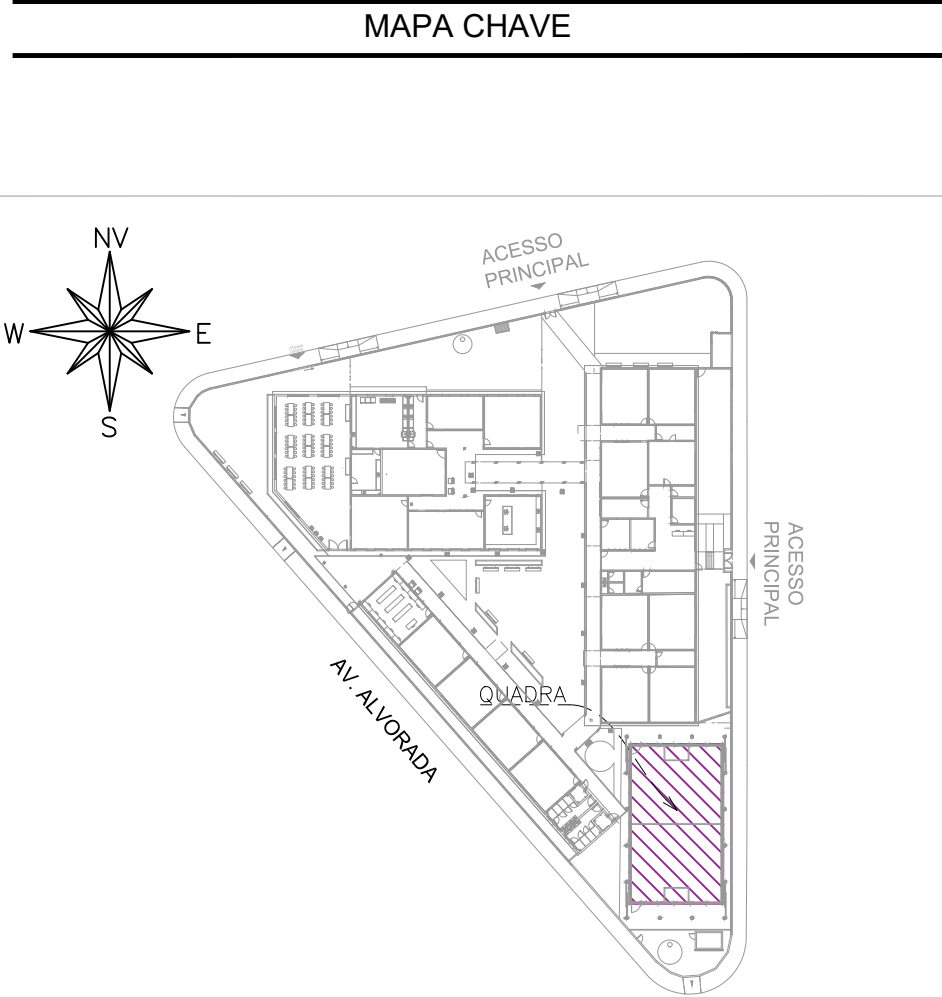 MAPA CHAVE
NV
W E
S
ACESSO
PRINCIPAL
ACESSO
PRINCIPAL
QUADRA
AV. ALVORADA